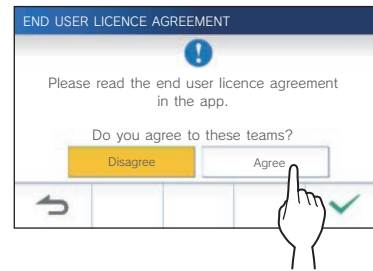 END USER LICENCE AGREEMENT
Please read the end user licence agreement
in the app.
Do you agree to these teams?
Disagree
Agree